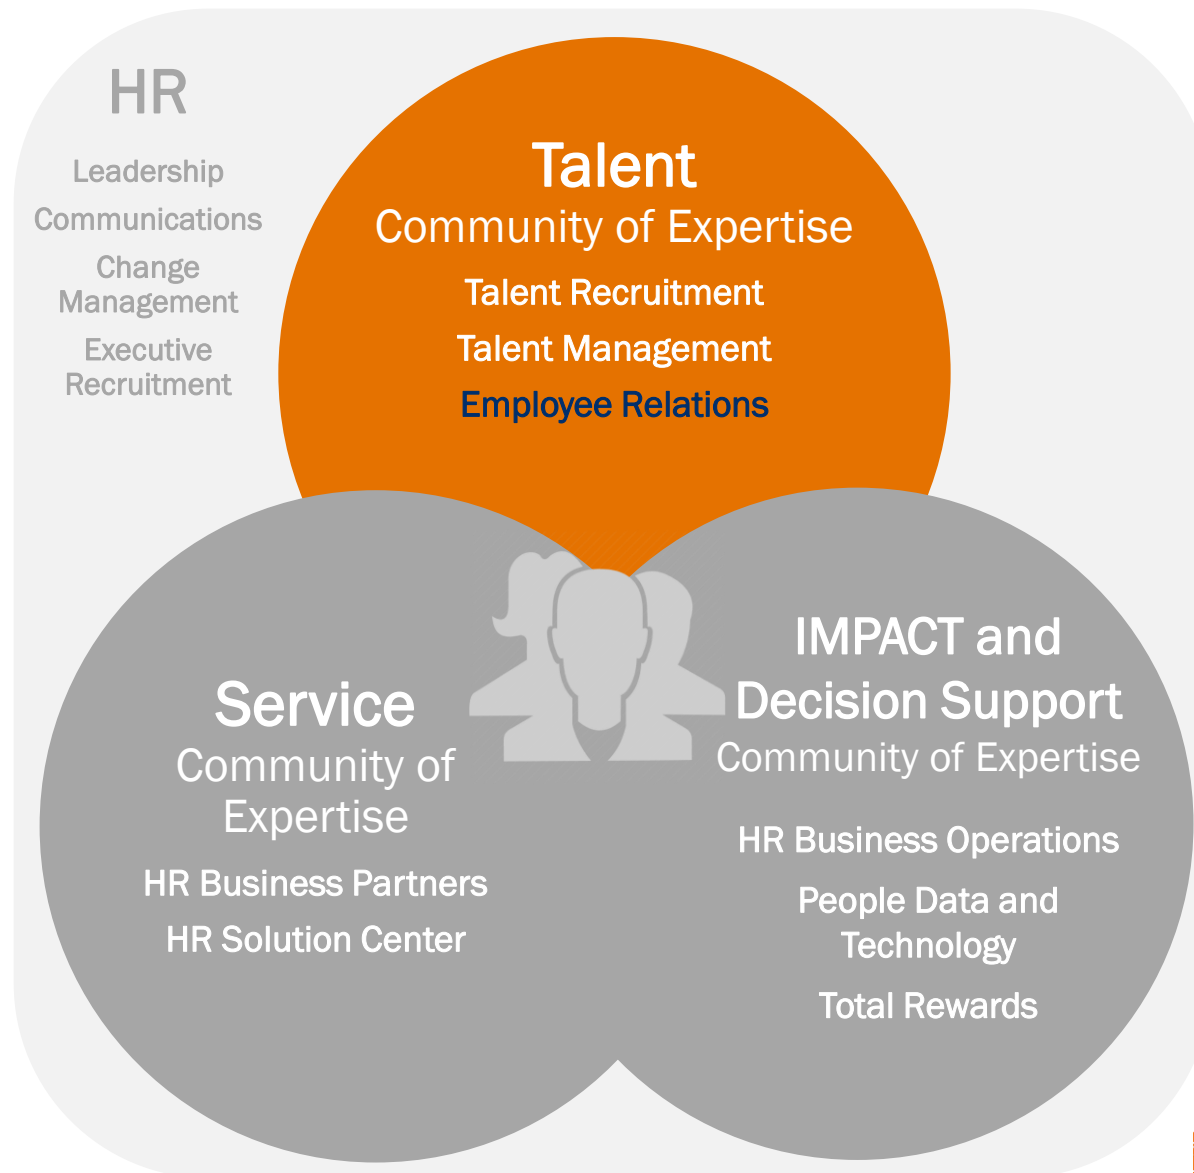 HR
Leadership
Communications
Change
Management
Executive
Recruitment
Talent
Community of Expertise
Talent Recruitment
Talent Management
Employee Relations
Service
Community of
Expertise
HR Business Partners
HR Solution Center
IMPACT and
Decision Support
Community of Expertise
HR Business Operations
People Data and
Technology
Total Rewards